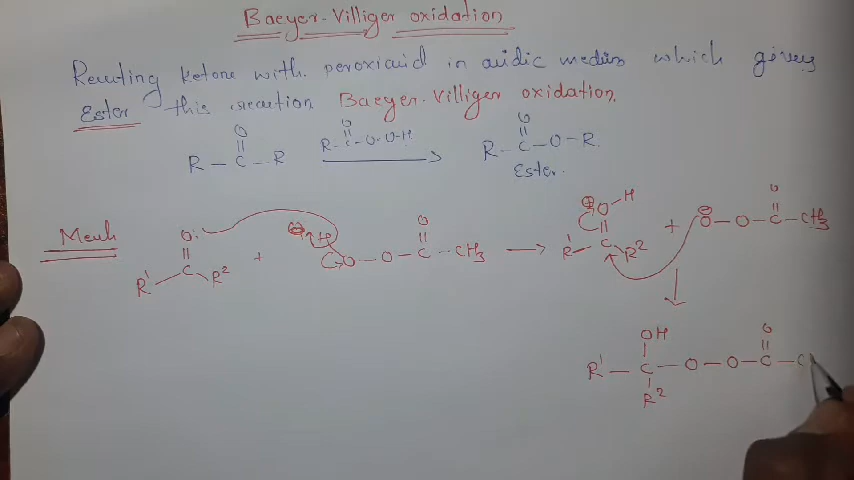 Baeyer-Villiger oxidation
Reacting ketone with peroxiacid in acidic medium which givees
Ester this reaction Baeyer-Villiger oxidation.
O
||
R-C-R
O
||
R-C-O-O-H
O
||
R-C-O-R
Ester.
Mech
O:
||
R¹-C-R²
+
H
O-O-C-CH3
||
O
⊕ O-H
||
R¹-C-R²
+
⊖
O-O-C-CH3
||
O
OH
R¹-C-O-O-C-C
||
O
R²